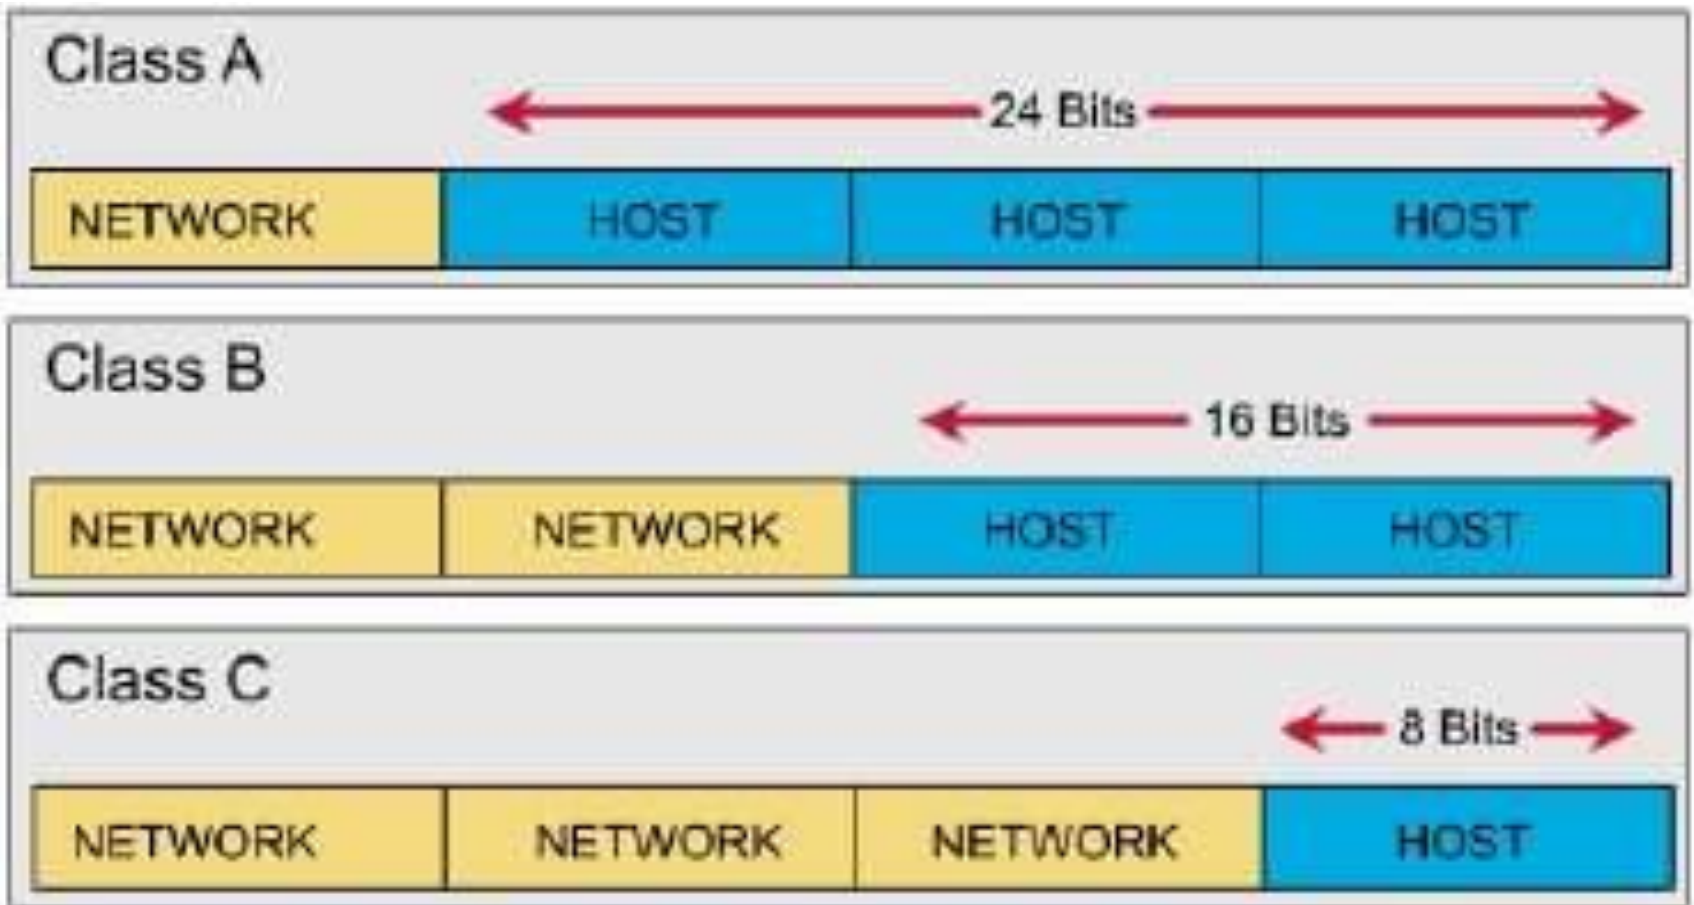 Class A
24 Bits
NETWORK HOST HOST HOST
Class B
16 Bits
NETWORK NETWORK HOST HOST
Class C
8 Bits
NETWORK NETWORK NETWORK HOST